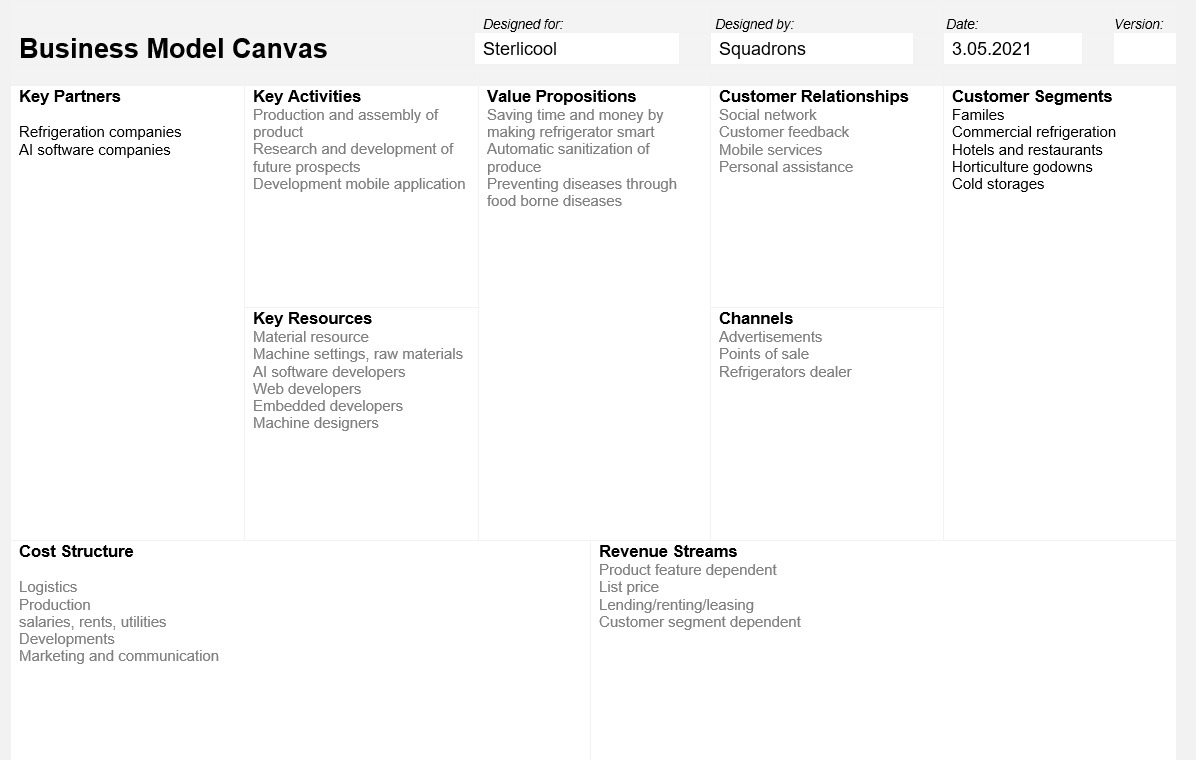 Business Model Canvas
Designed for:
Sterlicool
Designed by:
Squadrons
Date:
3.05.2021
Version:
Key Partners
Refrigeration companies
AI software companies
Key Activities
Production and assembly of
product
Research and development of
future prospects
Development mobile application
Key Resources
Material resource
Machine settings, raw materials
AI software developers
Web developers
Embedded developers
Machine designers
Value Propositions
Saving time and money by
making refrigerator smart
Automatic sanitization of
produce
Preventing diseases through
food borne diseases
Customer Relationships
Social network
Customer feedback
Mobile services
Personal assistance
Channels
Advertisements
Points of sale
Refrigerators dealer
Customer Segments
Familes
Commercial refrigeration
Hotels and restaurants
Horticulture godowns
Cold storages
Cost Structure
Logistics
Production
salaries, rents, utilities
Developments
Marketing and communication
Revenue Streams
Product feature dependent
List price
Lending/renting/leasing
Customer segment dependent